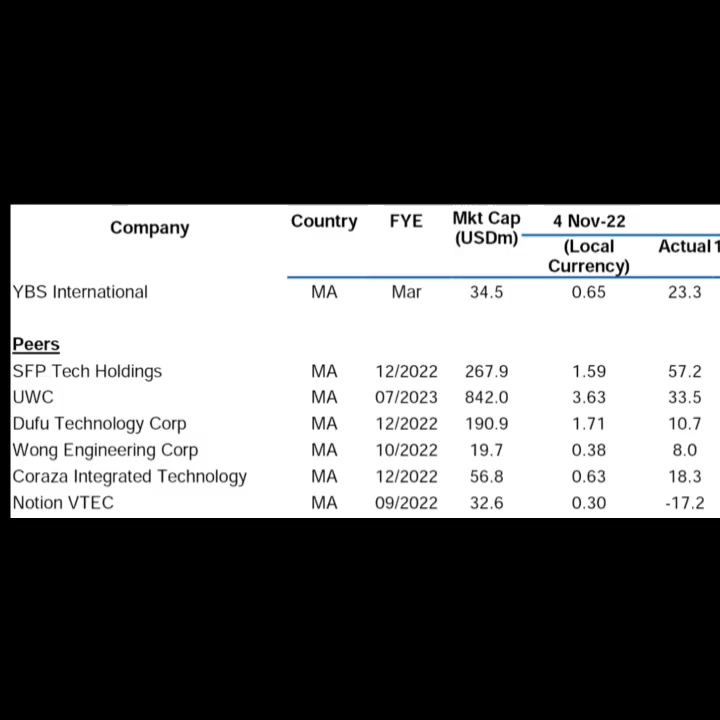 Company Country FYE Mkt Cap (USDm) 4 Nov-22
(Local Currency) Actual 1
YBS International MA Mar 34.5 0.65 23.3
Peers
SFP Tech Holdings MA 12/2022 267.9 1.59 57.2
UWC MA 07/2023 842.0 3.63 33.5
Dufu Technology Corp MA 12/2022 190.9 1.71 10.7
Wong Engineering Corp MA 10/2022 19.7 0.38 8.0
Coraza Integrated Technology MA 12/2022 56.8 0.63 18.3
Notion VTEC MA 09/2022 32.6 0.30 -17.2